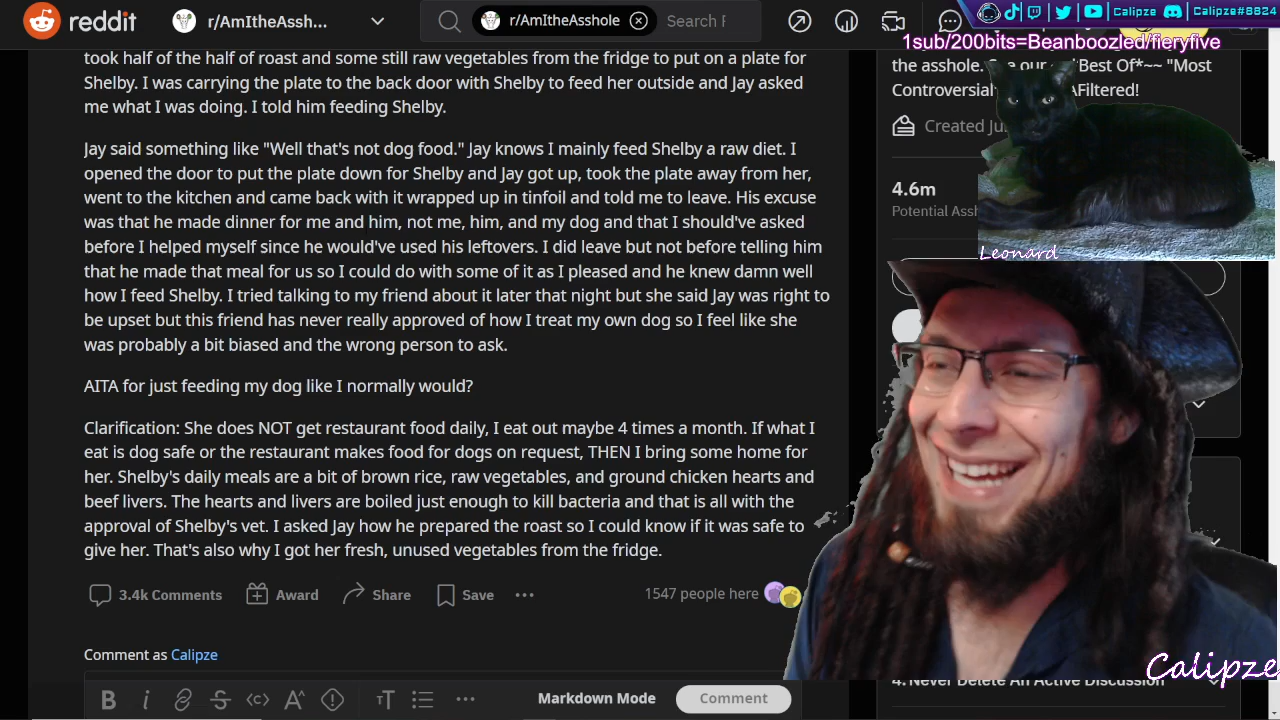 reddit
r/AmItheAssh...
r/AmItheAsshole
Calipze
Calipze#8824
1sub/200bits=Beanboozled/fieryfive
took half of the half of roast and some still raw vegetables from the fridge to put on a plate for
Shelby. I was carrying the plate to the back door with Shelby to feed her outside and Jay asked
me what I was doing. I told him feeding Shelby.
Jay said something like "Well that's not dog food." Jay knows I mainly feed Shelby a raw diet. I
opened the door to put the plate down for Shelby and Jay got up, took the plate away from her,
went to the kitchen and came back with it wrapped up in tinfoil and told me to leave. His excuse
was that he made dinner for me and him, not me, him, and my dog and that I should've asked
before I helped myself since he would've used his leftovers. I did leave but not before telling him
that he made that meal for us so I could do with some of it as I pleased and he knew damn well
how I feed Shelby. I tried talking to my friend about it later that night but she said Jay was right to
be upset but this friend has never really approved of how I treat my own dog so I feel like she
was probably a bit biased and the wrong person to ask.
AITA for just feeding my dog like I normally would?
Clarification: She does NOT get restaurant food daily, I eat out maybe 4 times a month. If what I
eat is dog safe or the restaurant makes food for dogs on request, THEN I bring some home for
her. Shelby's daily meals are a bit of brown rice, raw vegetables, and ground chicken hearts and
beef livers. The hearts and livers are boiled just enough to kill bacteria and that is all with the
approval of Shelby's vet. I asked Jay how he prepared the roast so I could know if it was safe to
give her. That's also why I got her fresh, unused vegetables from the fridge.
3.4k Comments
Award
Share
Save
1547 people here
Comment as Calipze
B i S <c> A T
Markdown Mode
Comment
the asshole.
"Best Of*~~ "Most
Controversial
AFiltered!
Created
4.6m
Potential
Leonard
Calipze
4. Never Delete An Active Discussion